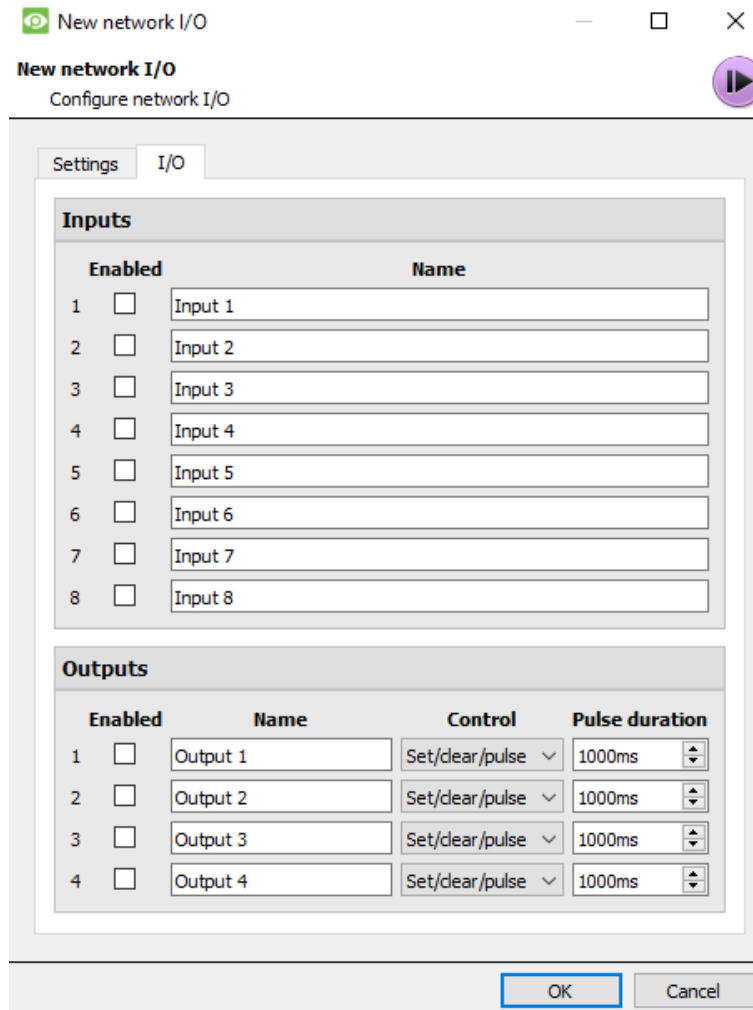 New network I/O
New network I/O
Configure network I/O
Settings I/O
Inputs
Enabled Name
1 Input 1
2 Input 2
3 Input 3
4 Input 4
5 Input 5
6 Input 6
7 Input 7
8 Input 8
Outputs
Enabled Name Control Pulse duration
1 Output 1 Set/clear/pulse 1000ms
2 Output 2 Set/clear/pulse 1000ms
3 Output 3 Set/clear/pulse 1000ms
4 Output 4 Set/clear/pulse 1000ms
OK Cancel